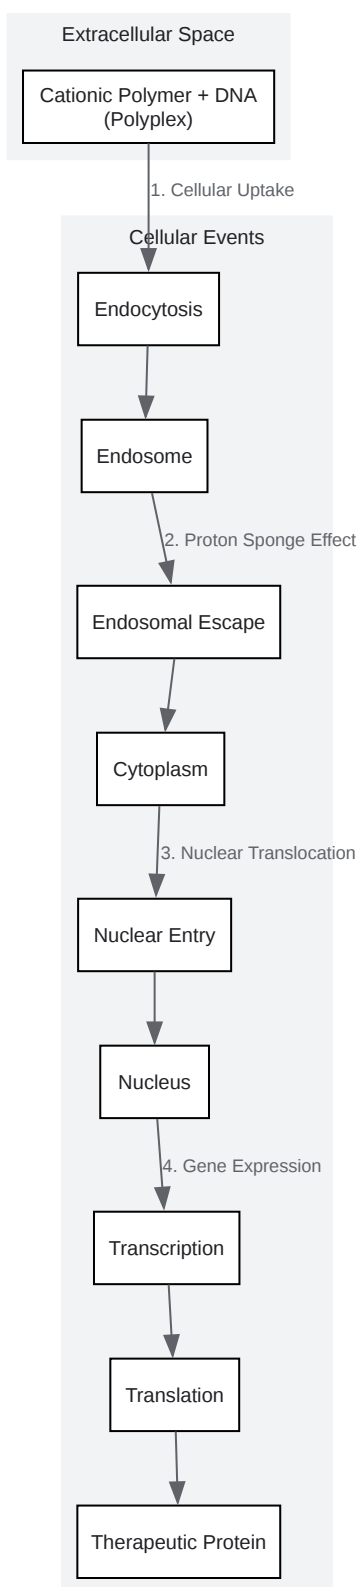 Extracellular Space
Cationic Polymer + DNA
(Polyplex)
1. Cellular Uptake
Cellular Events
Endocytosis
Endosome
2. Proton Sponge Effect
Endosomal Escape
Cytoplasm
3. Nuclear Translocation
Nuclear Entry
Nucleus
4. Gene Expression
Transcription
Translation
Therapeutic Protein